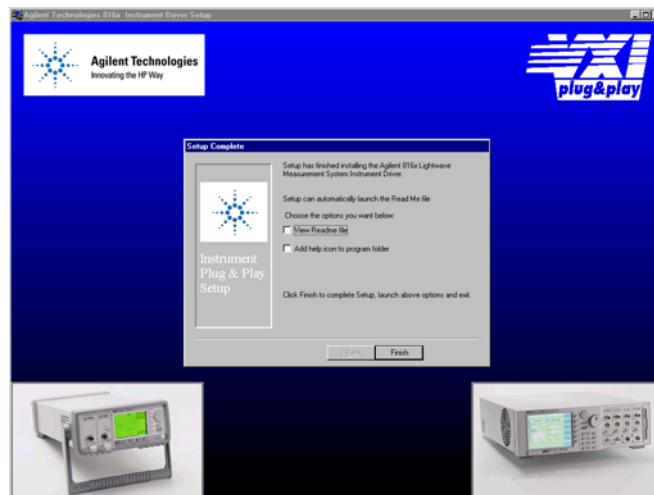 Agilent Technologies 816x Instrument Driver Setup
Agilent Technologies
Innovating the HP Way
VXI
plug&play
Setup Complete
Setup has finished installing the Agilent 816x Lightwave
Measurement System Instrument Driver.
Setup can automatically launch the Read Me file
Choose the options you want below:
View Readme file
Add help icon to program folder
Instrument
Plug & Play
Setup
Click Finish to complete Setup, launch above options and exit.
< Back
Finish